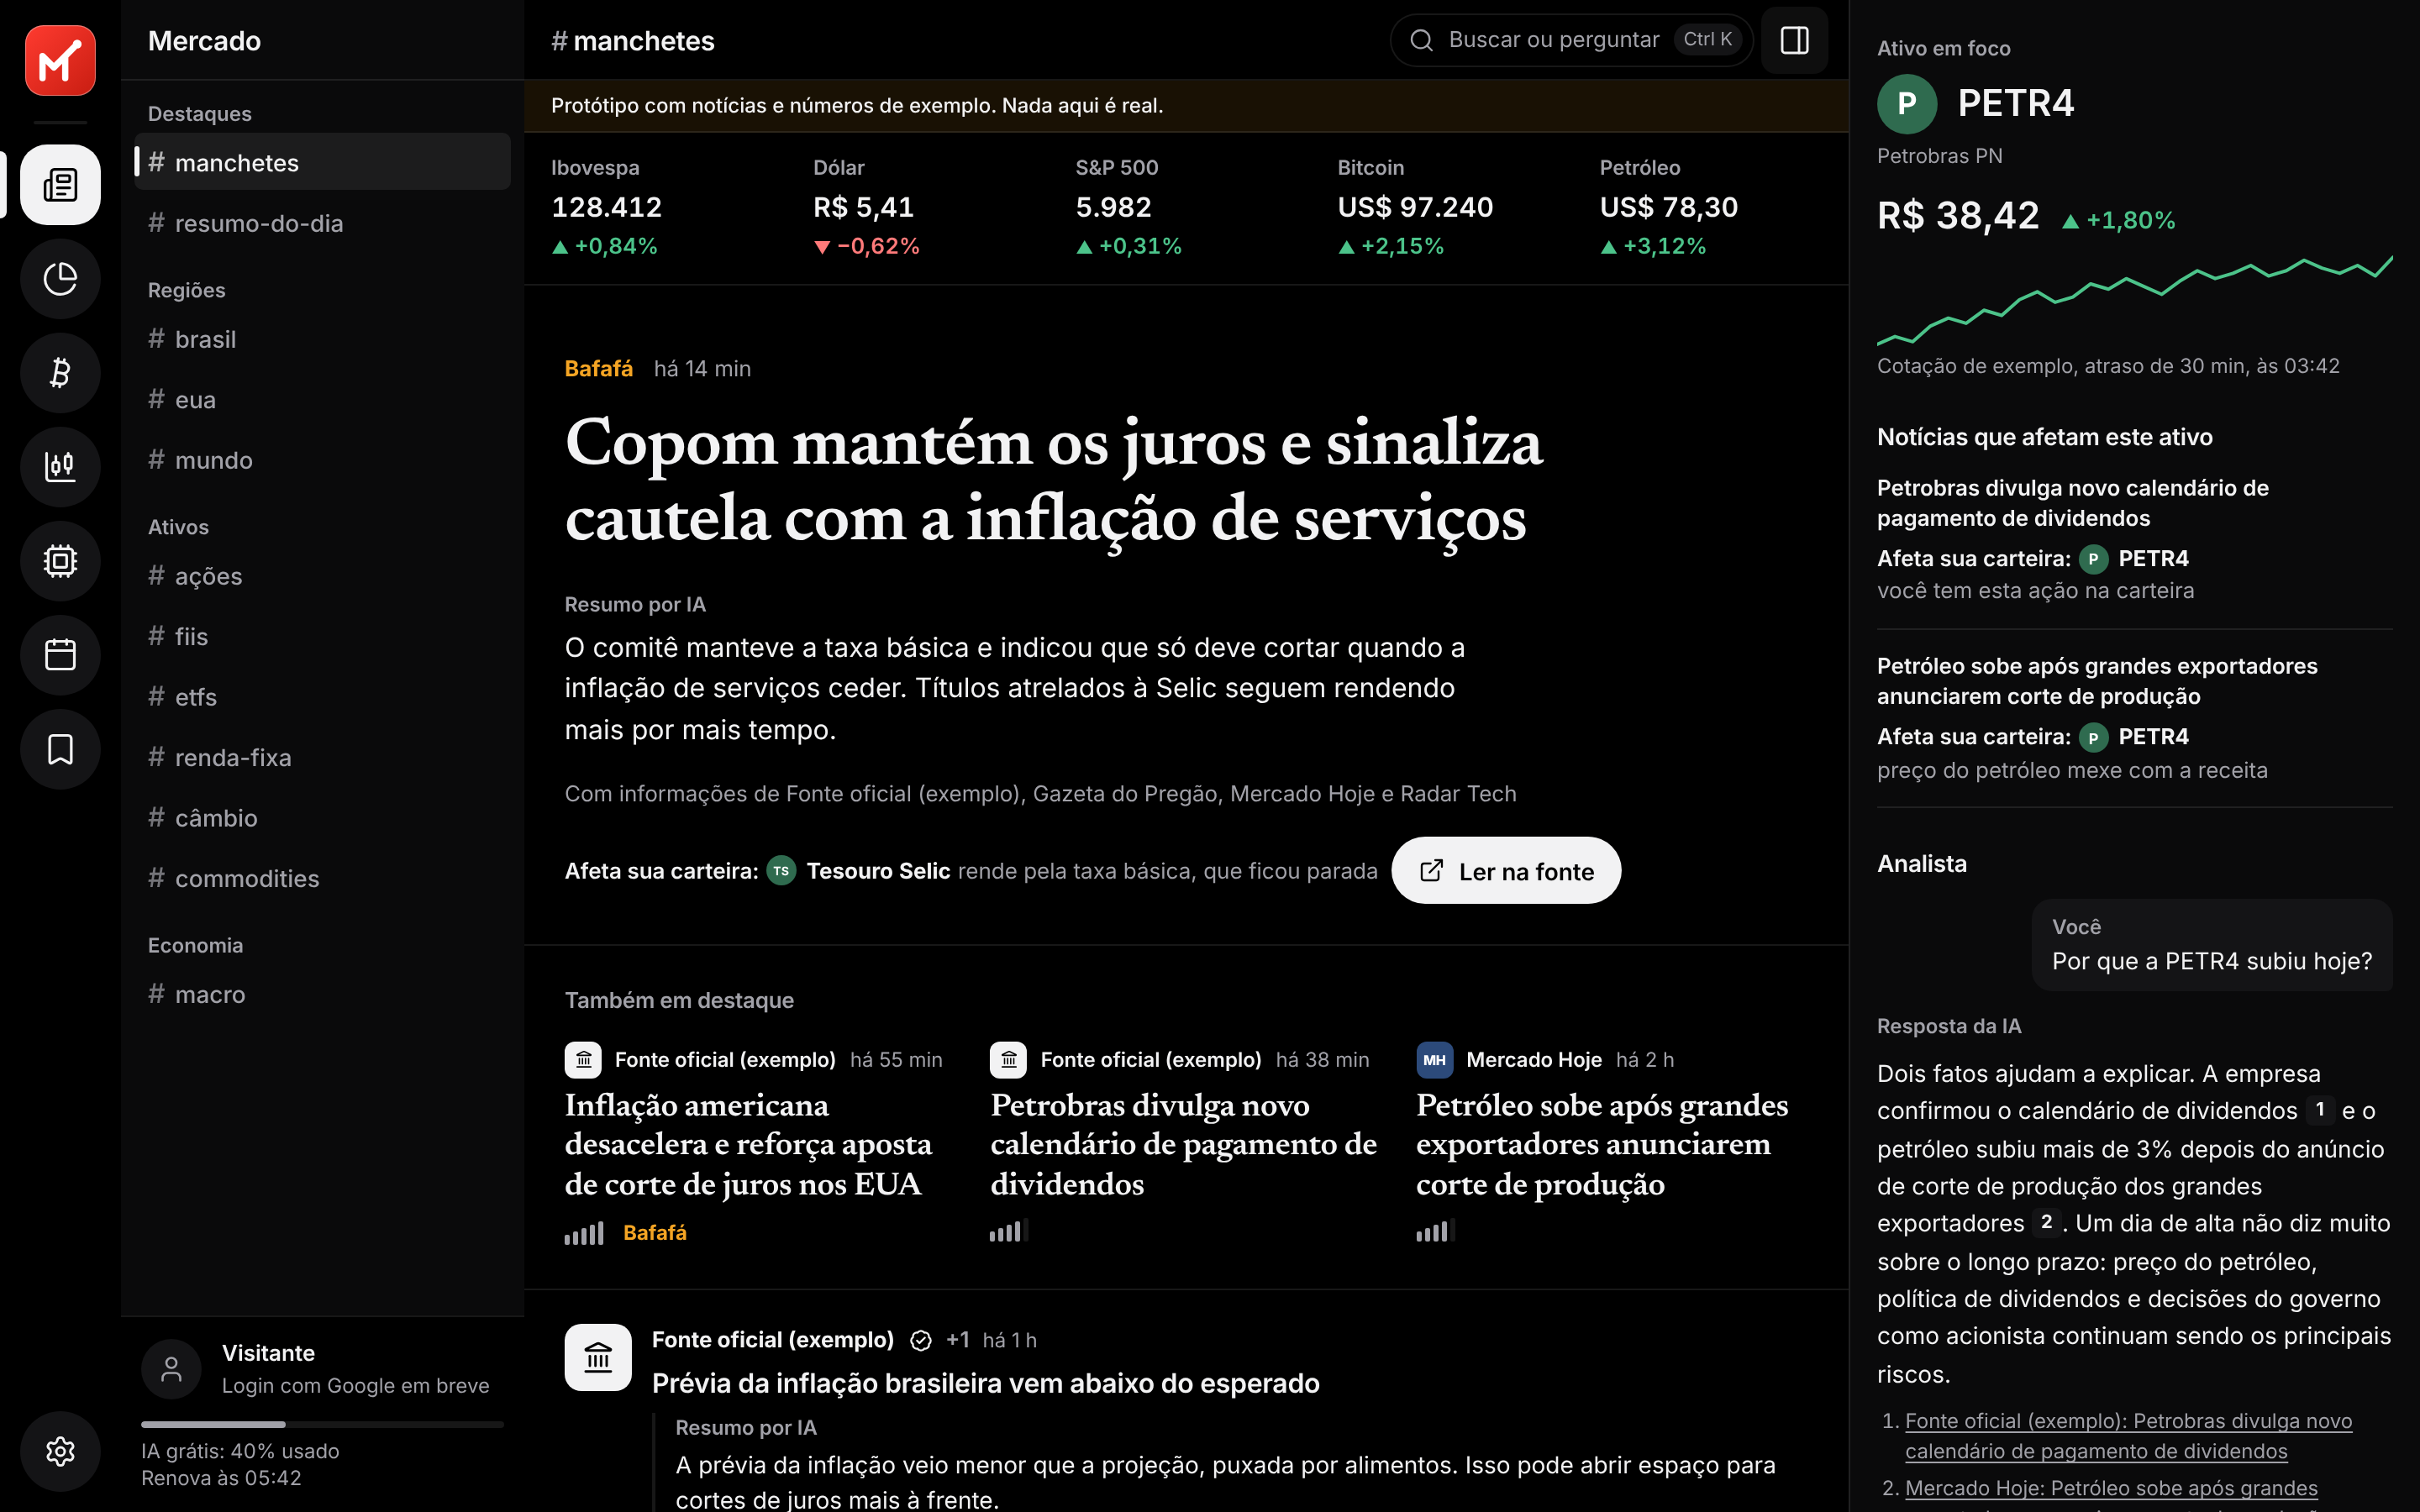 Mercado
Destaques
# manchetes
# resumo-do-dia
Regiões
# brasil
# eua
# mundo
Ativos
# ações
# fiis
# etfs
# renda-fixa
# câmbio
# commodities
Economia
# macro
Visitante
Login com Google em breve
IA grátis: 40% usado
Renova às 05:42
# manchetes
Buscar ou perguntar Ctrl K
Protótipo com notícias e números de exemplo. Nada aqui é real.
Ibovespa
128.412
▲ +0,84%
Dólar
R$ 5,41
▼ −0,62%
S&P 500
5.982
▲ +0,31%
Bitcoin
US$ 97.240
▲ +2,15%
Petróleo
US$ 78,30
▲ +3,12%
Bafafá há 14 min
Copom mantém os juros e sinaliza
cautela com a inflação de serviços
Resumo por IA
O comitê manteve a taxa básica e indicou que só deve cortar quando a
inflação de serviços ceder. Títulos atrelados à Selic seguem rendendo
mais por mais tempo.
Com informações de Fonte oficial (exemplo), Gazeta do Pregão, Mercado Hoje e Radar Tech
Afeta sua carteira: TS Tesouro Selic rende pela taxa básica, que ficou parada
Ler na fonte
Também em destaque
Fonte oficial (exemplo) há 55 min
Inflação americana
desacelera e reforça aposta
de corte de juros nos EUA
Bafafá
Fonte oficial (exemplo) há 38 min
Petrobras divulga novo
calendário de pagamento de
dividendos
MH Mercado Hoje há 2 h
Petróleo sobe após grandes
exportadores anunciarem
corte de produção
Fonte oficial (exemplo) +1 há 1 h
Prévia da inflação brasileira vem abaixo do esperado
Resumo por IA
A prévia da inflação veio menor que a projeção, puxada por alimentos. Isso pode abrir espaço para
cortes de juros mais à frente.
Ativo em foco
P PETR4
Petrobras PN
R$ 38,42 ▲ +1,80%
Cotação de exemplo, atraso de 30 min, às 03:42
Notícias que afetam este ativo
Petrobras divulga novo calendário de
pagamento de dividendos
Afeta sua carteira: P PETR4
você tem esta ação na carteira
Petróleo sobe após grandes exportadores
anunciarem corte de produção
Afeta sua carteira: P PETR4
preço do petróleo mexe com a receita
Analista
Você
Por que a PETR4 subiu hoje?
Resposta da IA
Dois fatos ajudam a explicar. A empresa
confirmou o calendário de dividendos 1 e o
petróleo subiu mais de 3% depois do anúncio
de corte de produção dos grandes
exportadores 2 . Um dia de alta não diz muito
sobre o longo prazo: preço do petróleo,
política de dividendos e decisões do governo
como acionista continuam sendo os principais
riscos.
1. Fonte oficial (exemplo): Petrobras divulga novo
calendário de pagamento de dividendos
2. Mercado Hoje: Petróleo sobe após grandes